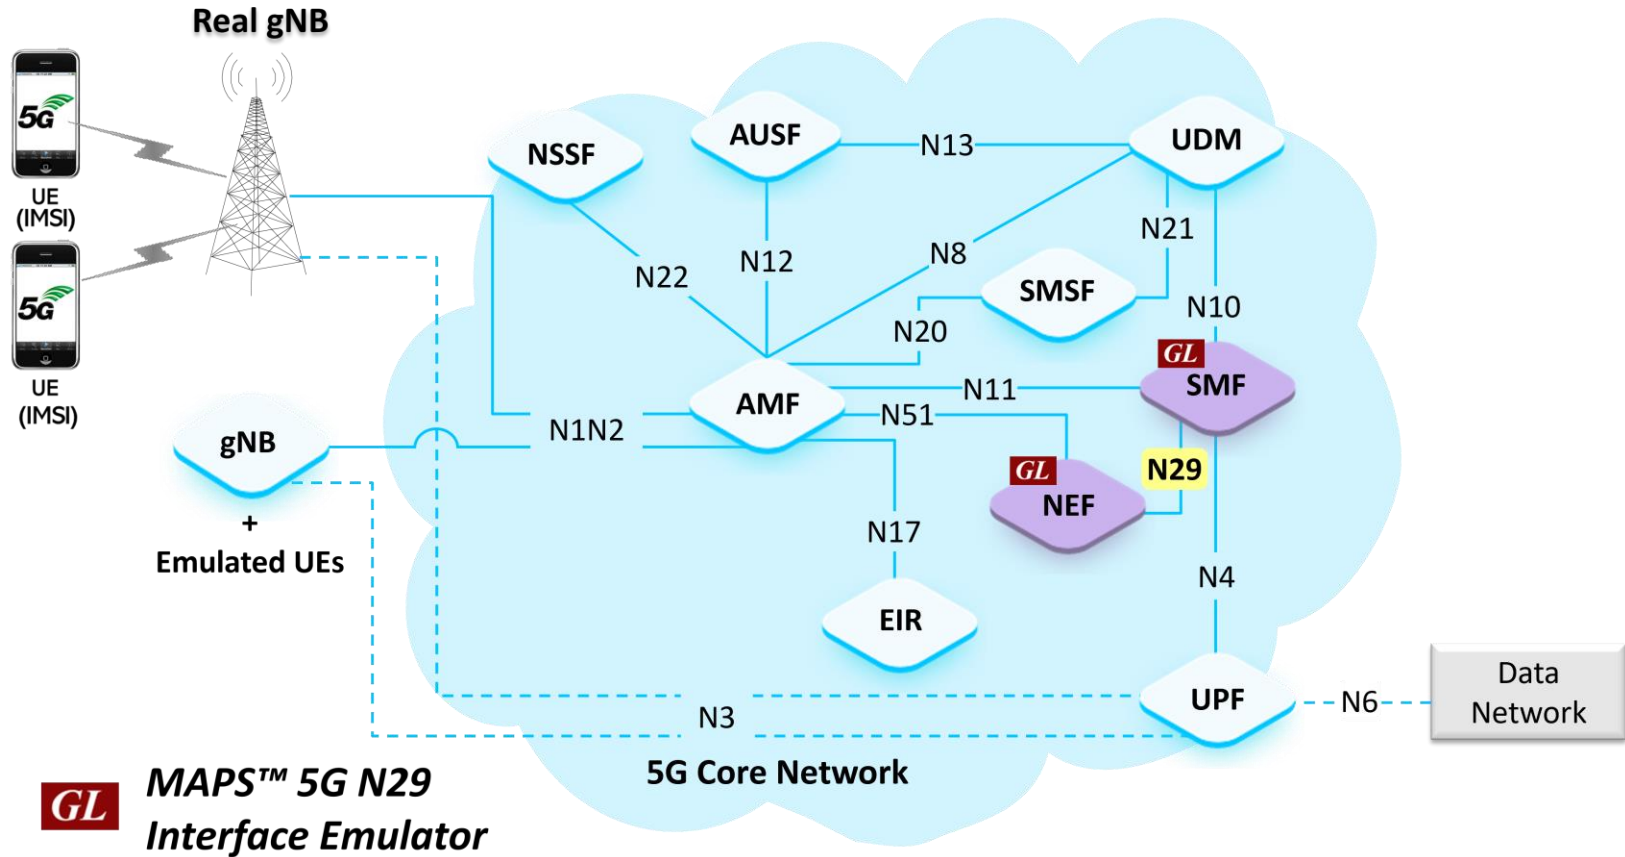 Real gNB
5G
UE
(IMSI)
5G
UE
(IMSI)
NSSF
AUSF
N13
UDM
N22
N12
N8
N21
SMSF
N20
N10
GL
SMF
N11
AMF
N51
N1N2
gNB
+
Emulated UEs
GL
NEF
N29
N17
N4
EIR
UPF
N6
Data
Network
N3
5G Core Network
GL
MAPS™ 5G N29
Interface Emulator